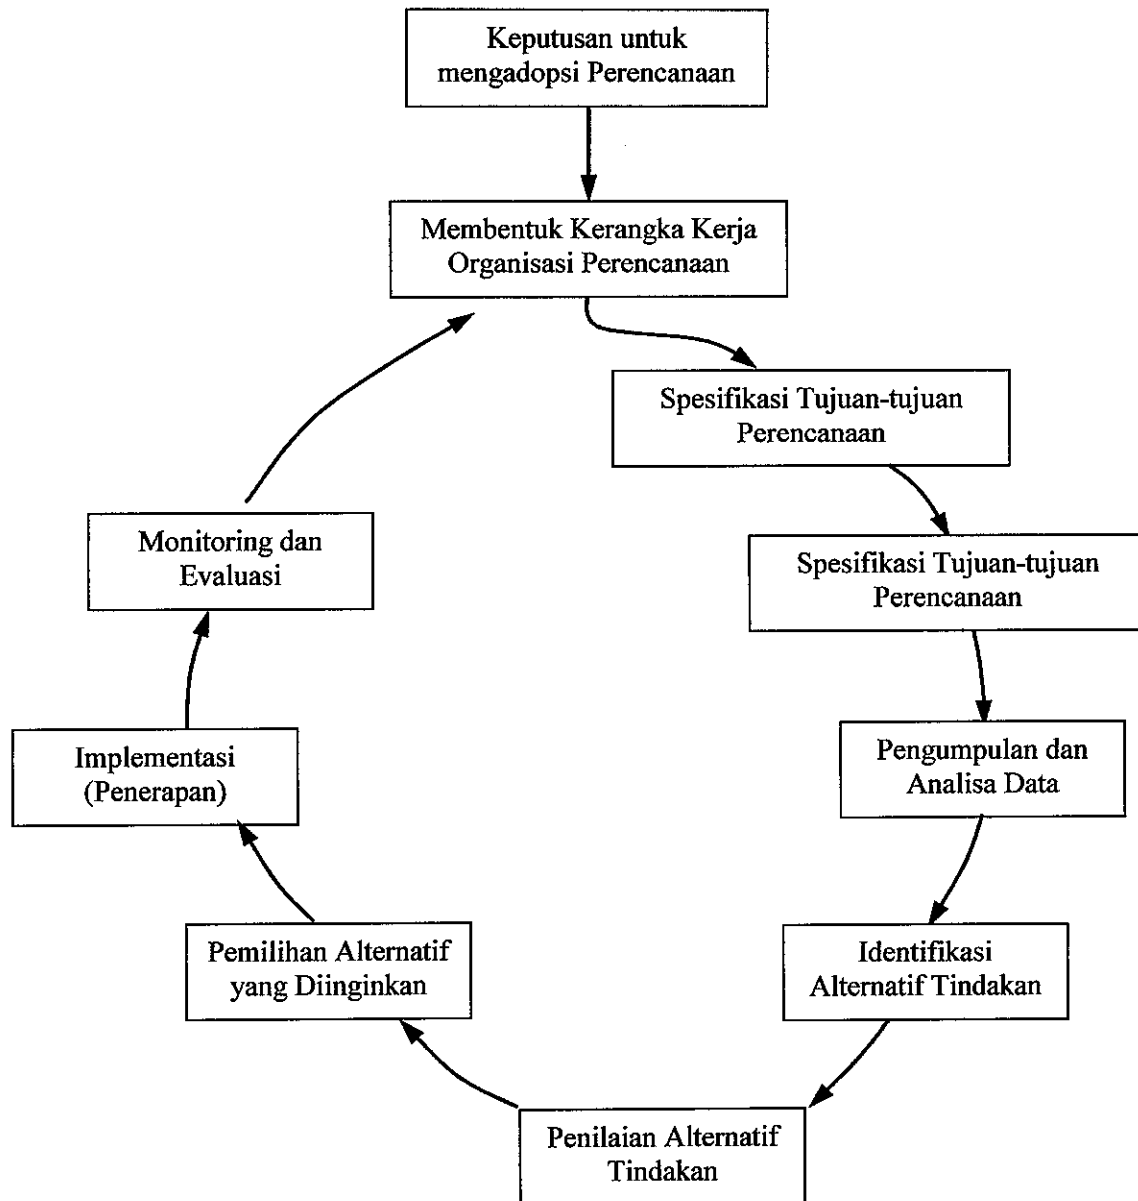 Keputusan untuk
mengadopsi Perencanaan
Membentuk Kerangka Kerja
Organisasi Perencanaan
Spesifikasi Tujuan-tujuan
Perencanaan
Spesifikasi Tujuan-tujuan
Perencanaan
Pengumpulan dan
Analisa Data
Identifikasi
Alternatif Tindakan
Penilaian Alternatif
Tindakan
Pemilihan Alternatif
yang Diinginkan
Implementasi
(Penerapan)
Monitoring dan
Evaluasi